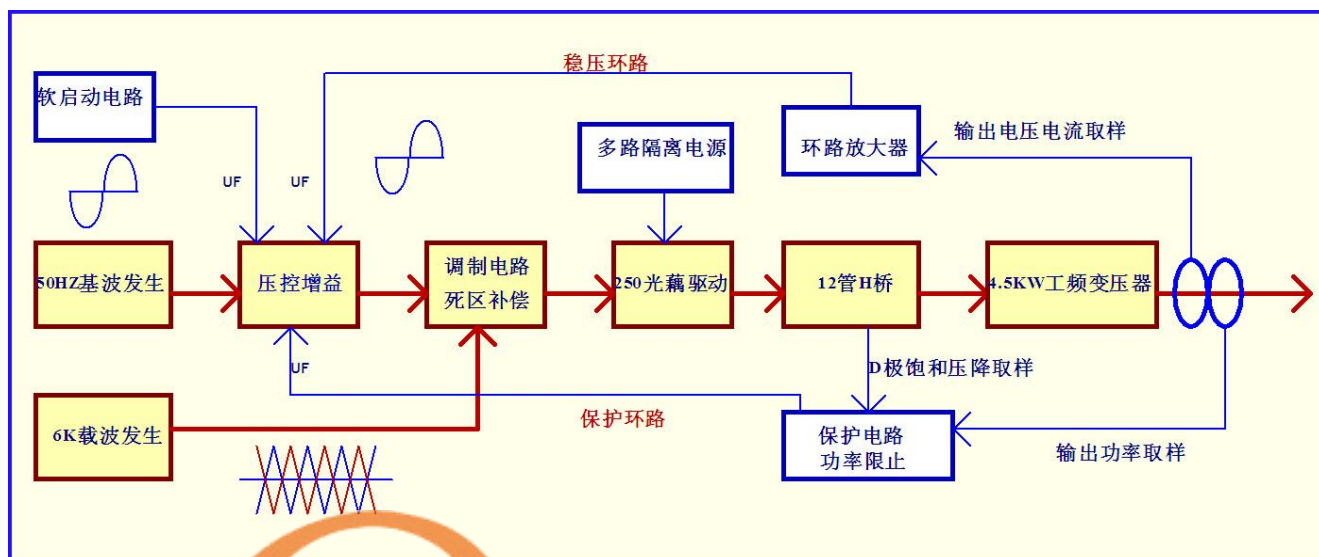 稳压环路
软启动电路
输出电压电流取样
多路隔离电源
环路放大器
UF
UF
50HZ基波发生
压控增益
调制电路
死区补偿
250光藕驱动
12管H桥
4.5KW工频变压器
UF
D极饱和压降取样
保护环路
6K载波发生
保护电路
功率限止
输出功率取样